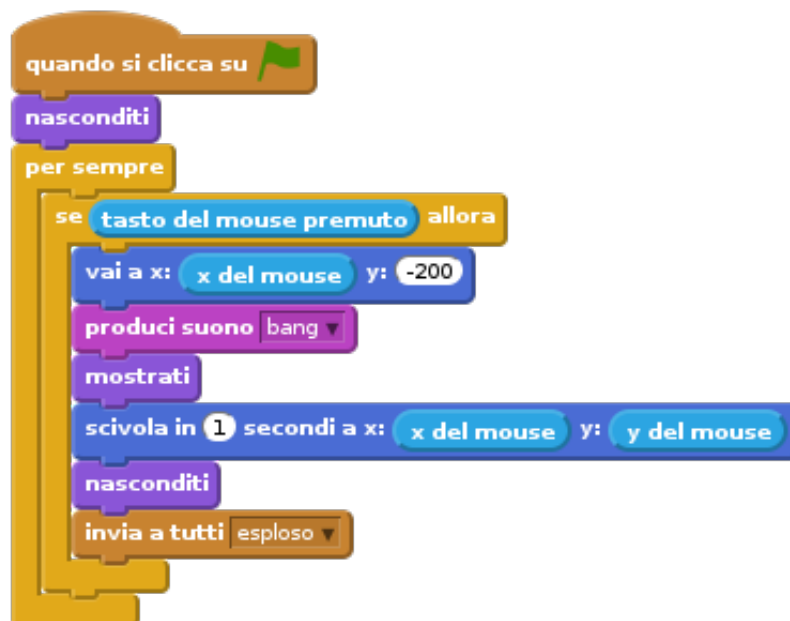 quando si clicca su
nasconditi
per sempre
se tasto del mouse premuto allora
vai a x: x del mouse y: -200
produci suono bang
mostrati
scivola in 1 secondi a x: x del mouse y: y del mouse
nasconditi
invia a tutti esploso